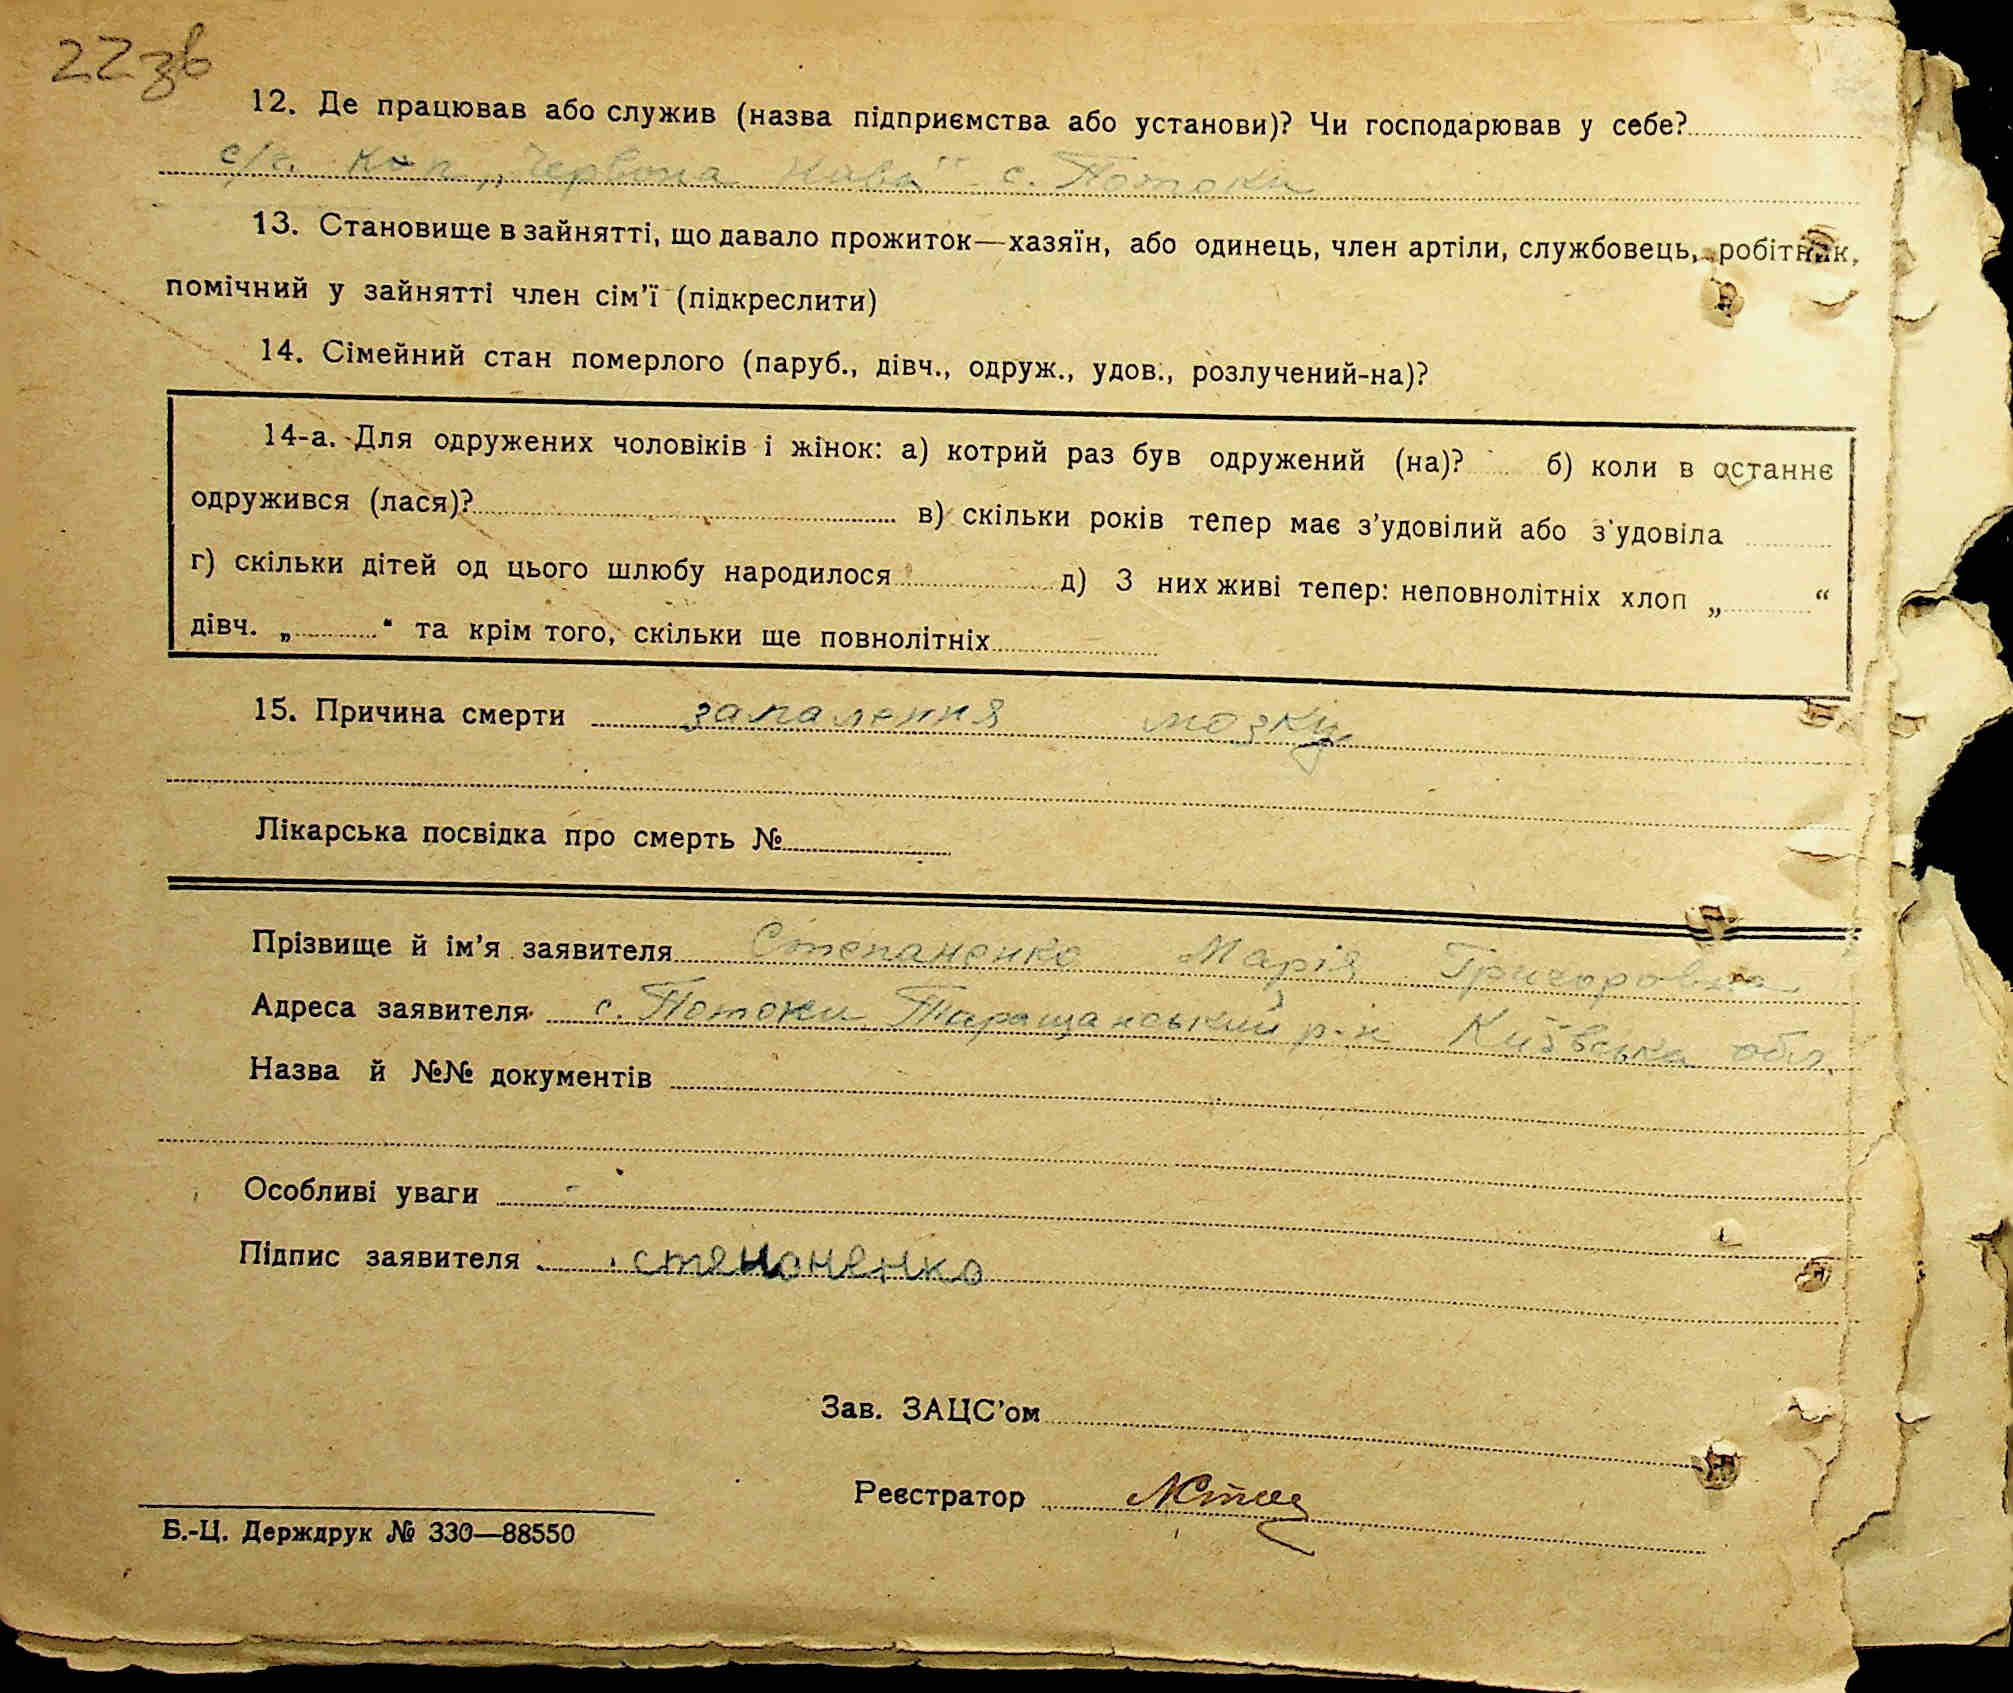 22 зв
12. Де працював або служив (назва підприємства або установи)? Чи господарював у себе?
с/г. "Червона с. Потоки
13. Становище в зайнятті, що давало прожиток—хазяїн, або одинець, член артілі, службовець, робітник,
помічний у зайнятті член сім'ї (підкреслити)
14. Сімейний стан померлого (паруб., дівч., одруж., удов., розлучений-на)?
14-а. Для одружених чоловіків і жінок: а) котрий раз був одружений (на)? б) коли в останнє
одружився (лася)? в) скільки років тепер має з'удовілий або з'удовіла
г) скільки дітей од цього шлюбу народилося д) З них живі тепер: неповнолітніх хлоп „ “
дівч. „ “ та крім того, скільки ще повнолітніх
15. Причина смерти запалення мозку
Лікарська посвідка про смерть №
Прізвище й ім'я заявителя Степаненко Марія Григоровна
Адреса заявителя с. Потоки Таращанський р-н Київська обл.
Назва й №№ документів
Особливі уваги -
Підпис заявителя степоненко
Зав. ЗАЦС'ом
Реєстратор
Б.-Ц. Держдрук № 330—88550